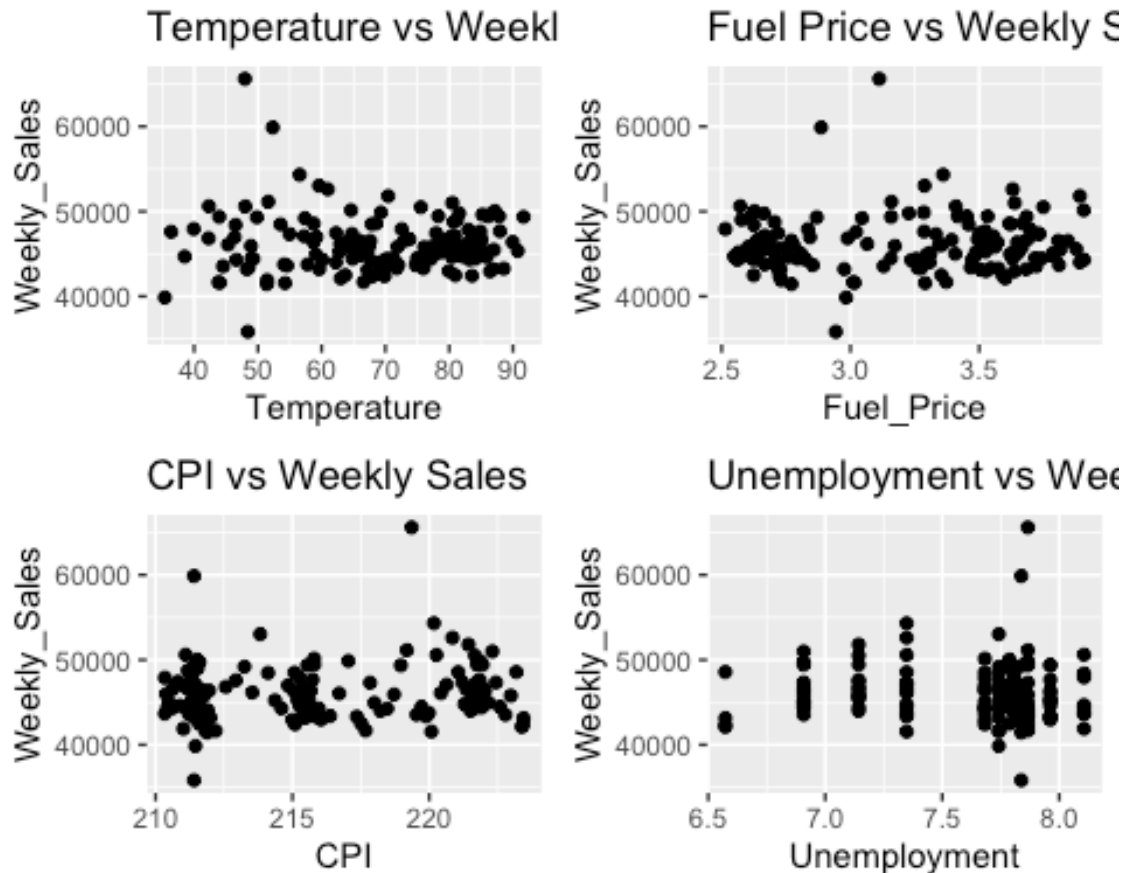 Temperature vs Weekl
Weekly_Sales
60000
50000
40000
40 50 60 70 80 90
Temperature
Fuel Price vs Weekly S
Weekly_Sales
60000
50000
40000
2.5 3.0 3.5
Fuel_Price
CPI vs Weekly Sales
Weekly_Sales
60000
50000
40000
210 215 220
CPI
Unemployment vs Wee
Weekly_Sales
60000
50000
40000
6.5 7.0 7.5 8.0
Unemployment